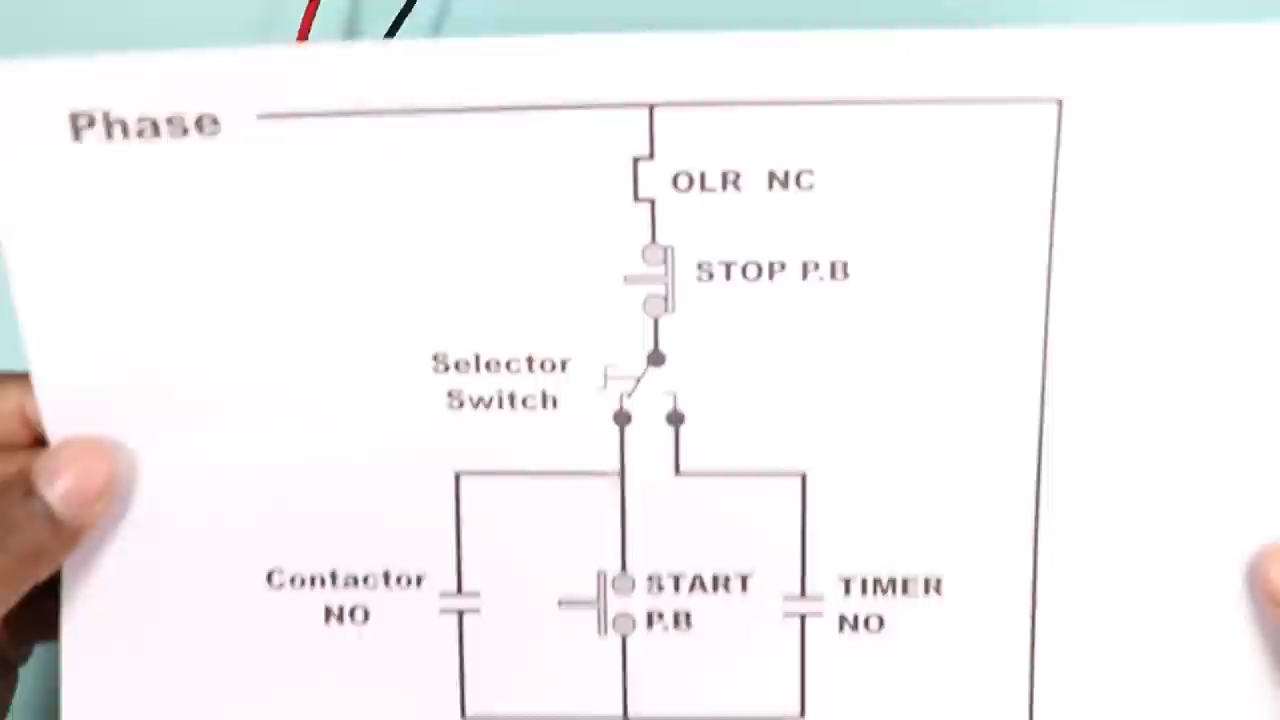 Phase
OLR NC
STOP P.B
Selector
Switch
Contactor
NO
START
P.B
TIMER
NO